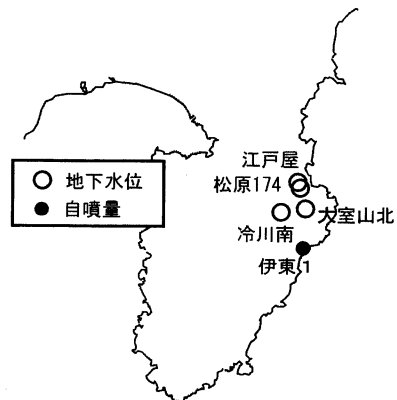 江戸屋
松原174
地下水位
自噴量
大室山北
冷川南
伊東1